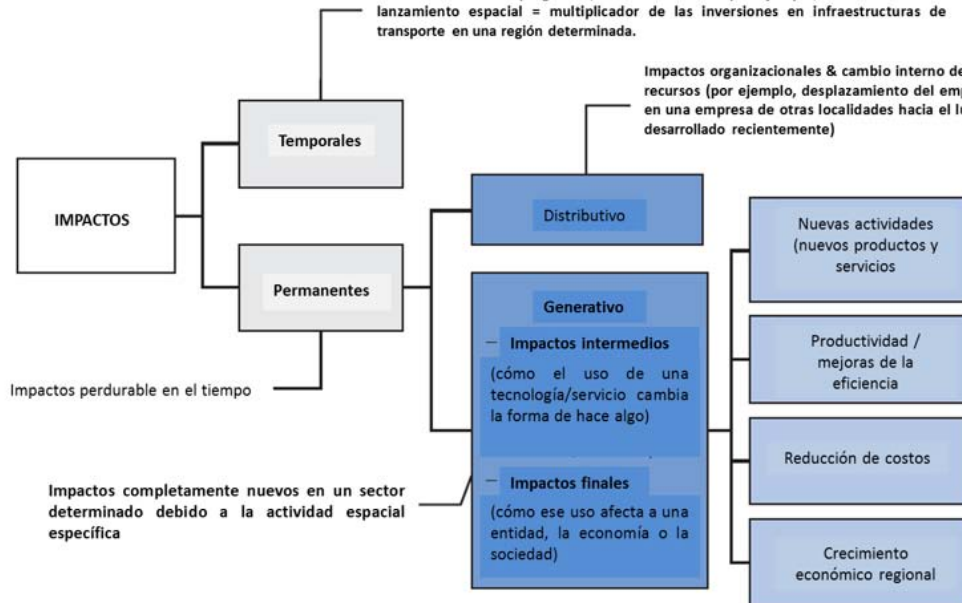 lanzamiento espacial = multiplicador de las inversiones en infraestructuras de
transporte en una región determinada.
Impactos organizacionales & cambio interno de
recursos (por ejemplo, desplazamiento del
en una empresa de otras localidades hacia el
desarrollado recientemente)
Temporales
IMPACTOS
Distributivo
Nuevas actividades
(nuevos productos y
servicios
Permanentes
Generativo
– Impactos intermedios
(cómo el uso de una
tecnología/servicio cambia
la forma de hace algo)
Productividad /
mejoras de la
eficiencia
Impactos perdurable en el tiempo
Reducción de costos
– Impactos finales
(cómo ese uso afecta a una
entidad, la economía o la
sociedad)
Impactos completamente nuevos en un sector
determinado debido a la actividad espacial
específica
Crecimiento
económico regional